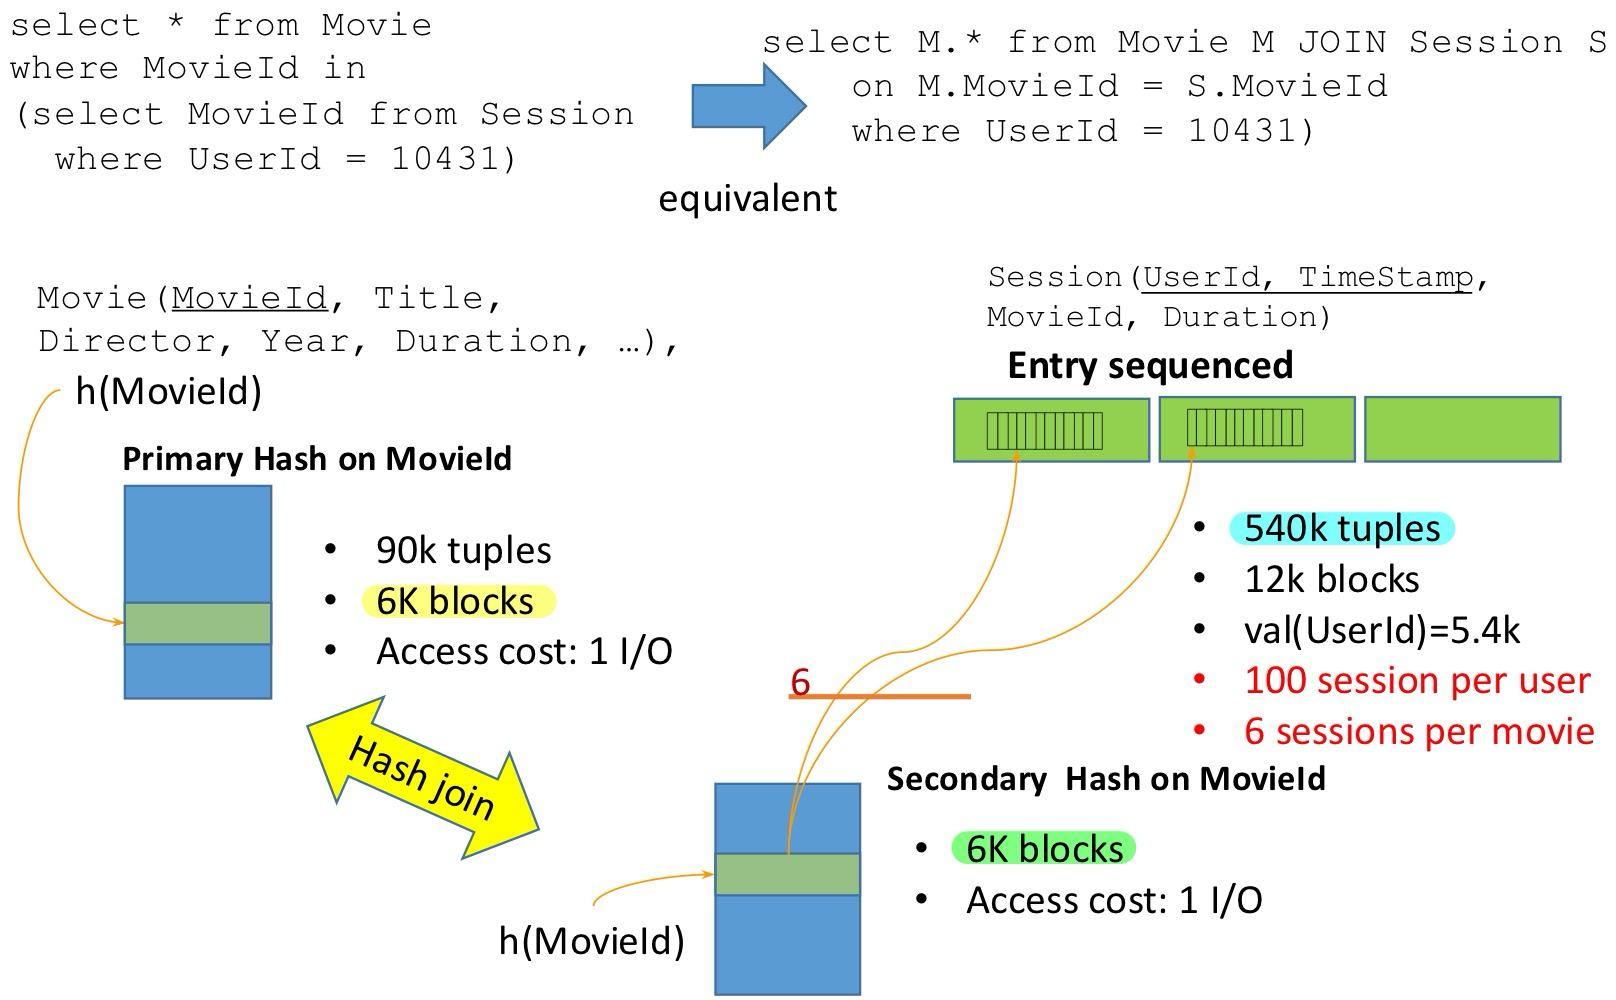 select * from Movie
where MovieId in
(select MovieId from Session
where UserId = 10431)
select M.* from Movie M JOIN Session S
on M.MovieId = S.MovieId
where UserId = 10431)
equivalent
Movie(MovieId, Title,
Director, Year, Duration, …),
h(MovieId)
Primary Hash on MovieId
• 90k tuples
• 6K blocks
• Access cost: 1 I/O
Hash join
Session(UserId, TimeStamp,
MovieId, Duration)
Entry sequenced
• 540k tuples
• 12k blocks
• val(UserId)=5.4k
• 100 session per user
• 6 sessions per movie
6
Secondary Hash on MovieId
• 6K blocks
• Access cost: 1 I/O
h(MovieId)